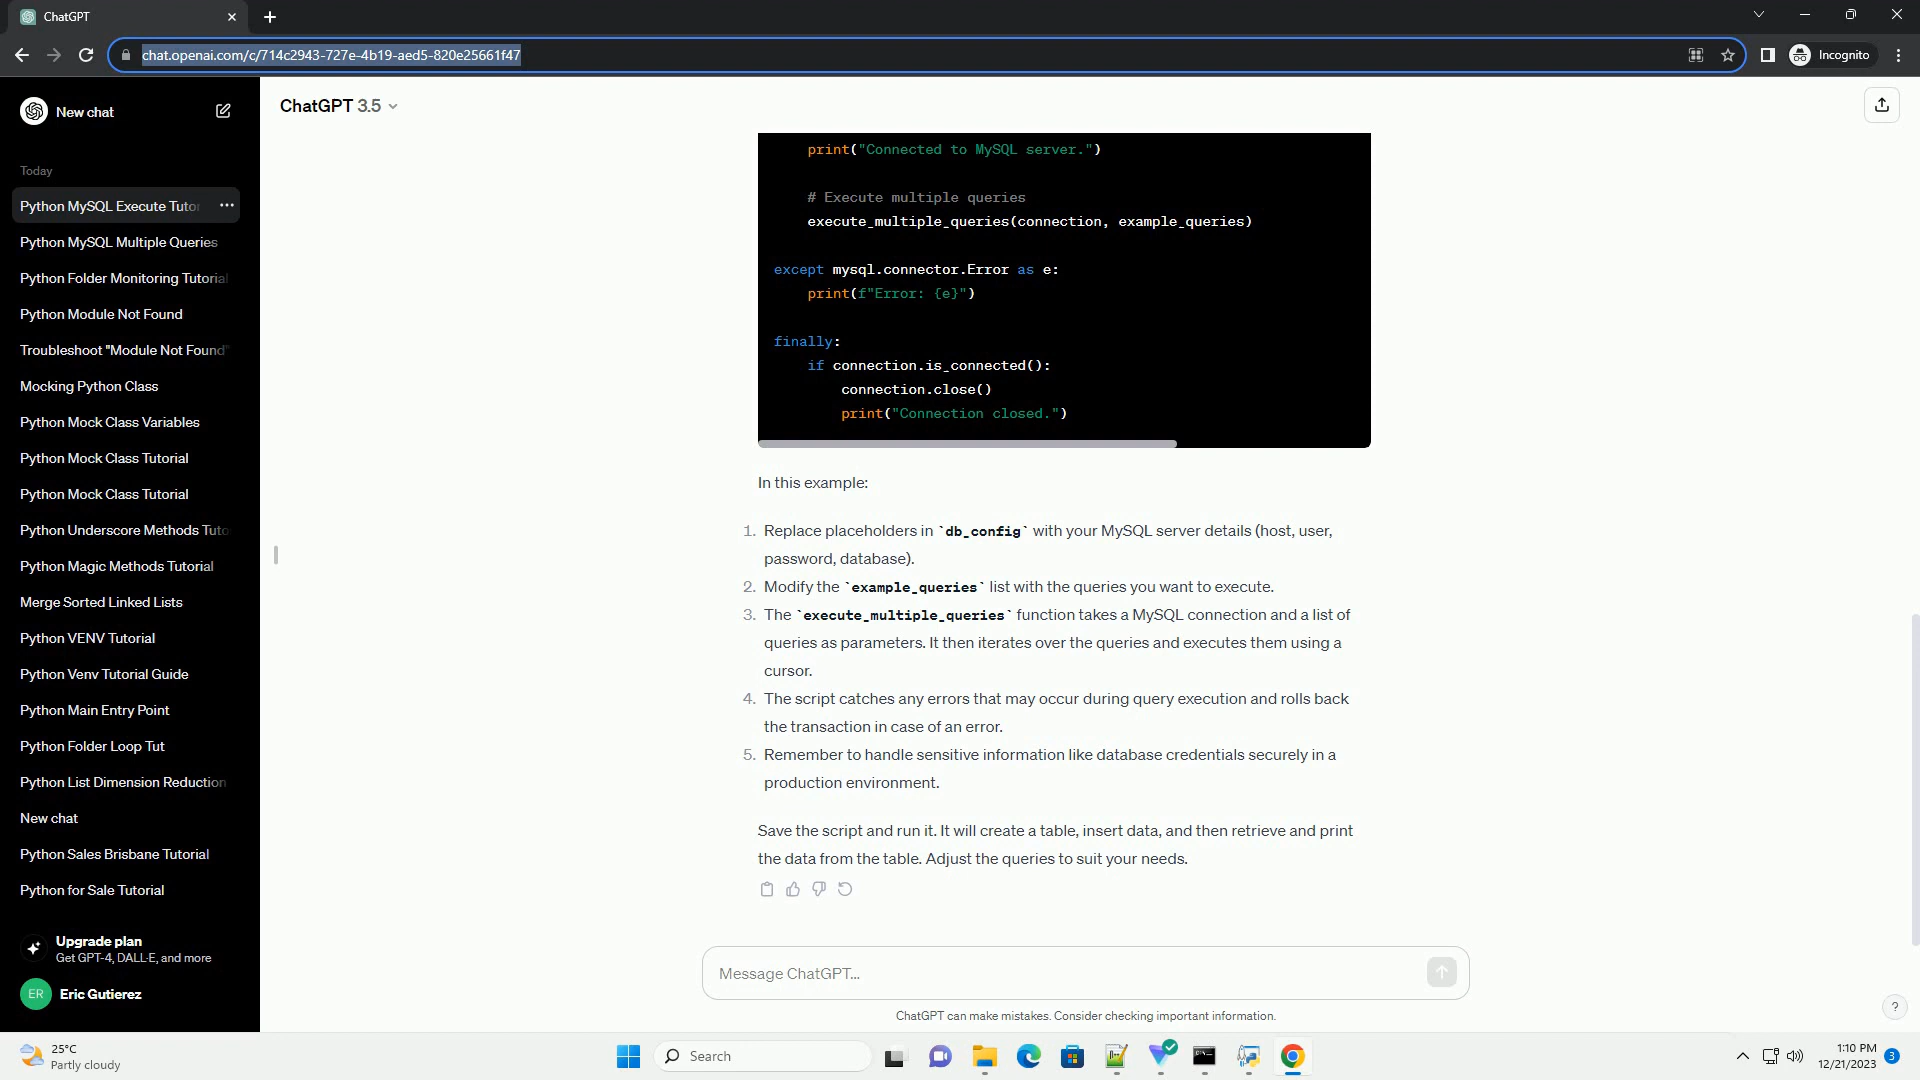 ChatGPT
chat.openai.com/c/714c2943-727e-4b19-aed5-820e25661f47
Incognito
New chat
Today
Python MySQL Execute Tutor
Python MySQL Multiple Queries
Python Folder Monitoring Tutorial
Python Module Not Found
Troubleshoot "Module Not Found"
Mocking Python Class
Python Mock Class Variables
Python Mock Class Tutorial
Python Mock Class Tutorial
Python Underscore Methods Tuto
Python Magic Methods Tutorial
Merge Sorted Linked Lists
Python VENV Tutorial
Python Venv Tutorial Guide
Python Main Entry Point
Python Folder Loop Tut
Python List Dimension Reduction
New chat
Python Sales Brisbane Tutorial
Python for Sale Tutorial
Upgrade plan
Get GPT-4, DALL·E, and more
ER
Eric Gutierez
ChatGPT 3.5
print("Connected to MySQL server.")
# Execute multiple queries
execute_multiple_queries(connection, example_queries)
except mysql.connector.Error as e:
print(f"Error: {e}")
finally:
if connection.is_connected():
connection.close()
print("Connection closed.")
In this example:
1. Replace placeholders in `db_config` with your MySQL server details (host, user,
password, database).
2. Modify the `example_queries` list with the queries you want to execute.
3. The `execute_multiple_queries` function takes a MySQL connection and a list of
queries as parameters. It then iterates over the queries and executes them using a
cursor.
4. The script catches any errors that may occur during query execution and rolls back
the transaction in case of an error.
5. Remember to handle sensitive information like database credentials securely in a
production environment.
Save the script and run it. It will create a table, insert data, and then retrieve and print
the data from the table. Adjust the queries to suit your needs.
Message ChatGPT...
ChatGPT can make mistakes. Consider checking important information.
?
25°C
Partly cloudy
Search
1:10 PM
12/21/2023
3